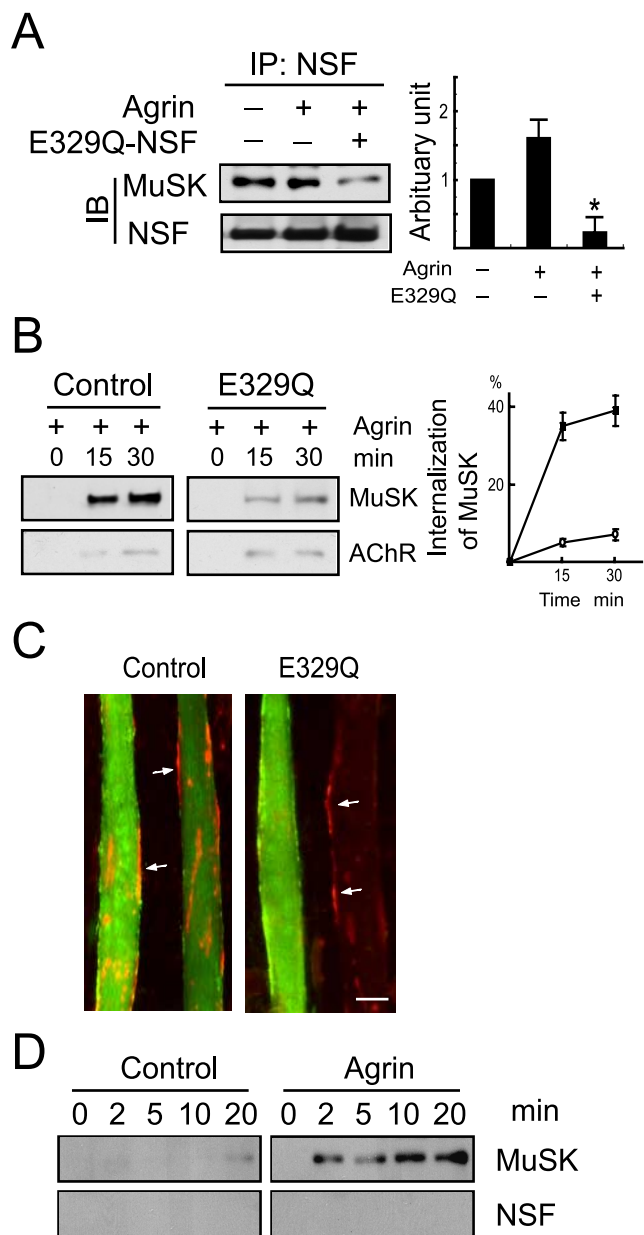 A
IP: NSF
Agrin – + +
E329Q-NSF – – +
IB
MuSK
NSF
Arbituary unit
2
1
*
Agrin – + +
E329Q – – +
B
Control E329Q
+ + + + + + Agrin
0 15 30 0 15 30 min
MuSK
AChR
Internalization
of MuSK
%
40
20
15 30
Time min
C
Control E329Q
D
Control Agrin
0 2 5 10 20 0 2 5 10 20 min
MuSK
NSF